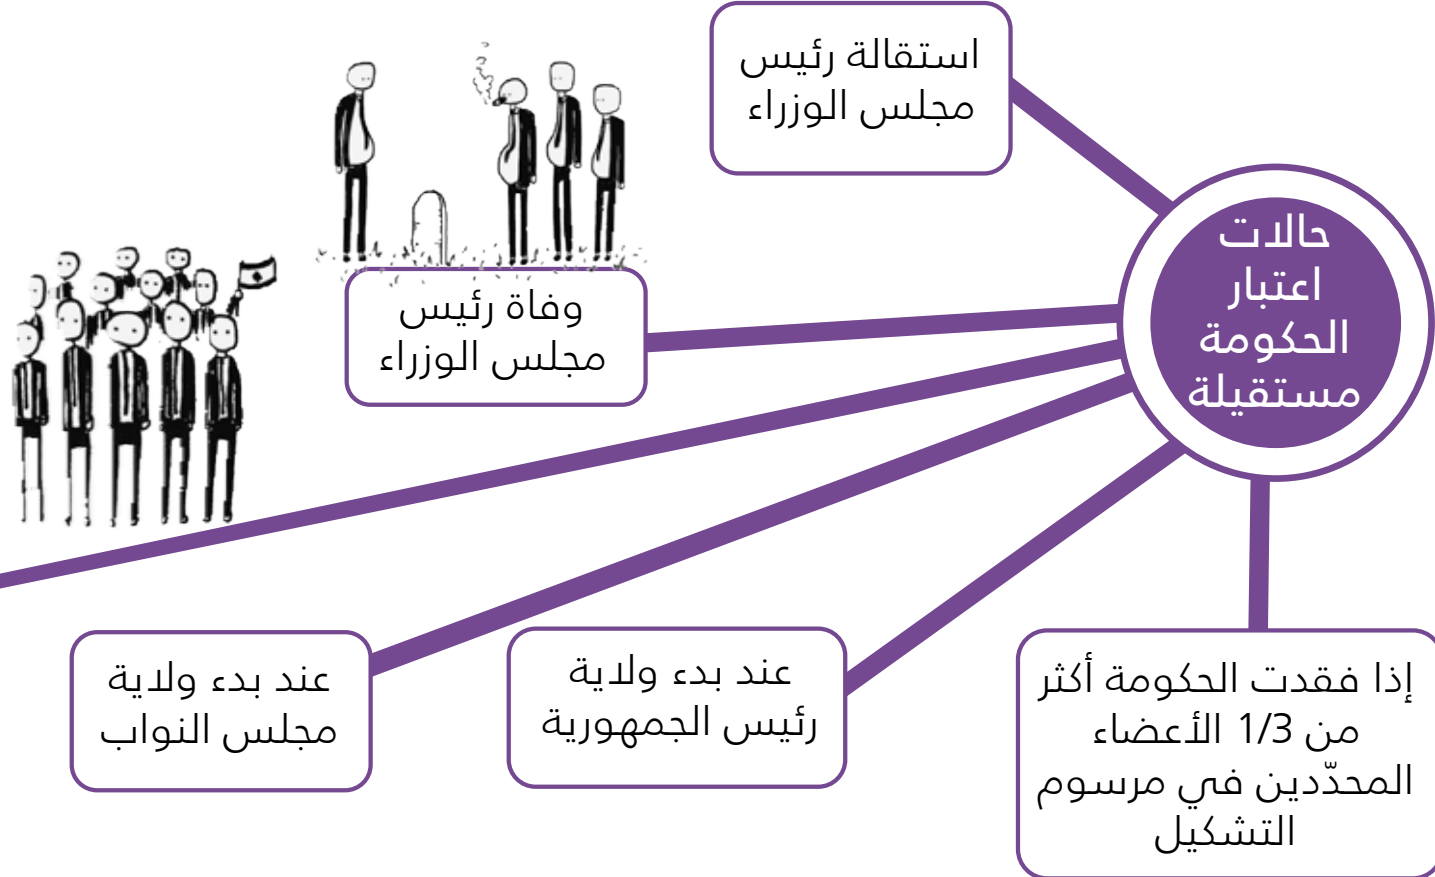 حالات
اعتبار
الحكومة
مستقيلة
استقالة رئيس
مجلس الوزراء
وفاة رئيس
مجلس الوزراء
إذا فقدت الحكومة أكثر
من 1/3 الأعضاء
المحدّدين في مرسوم
التشكيل
عند بدء ولاية
رئيس الجمهورية
عند بدء ولاية
مجلس النواب